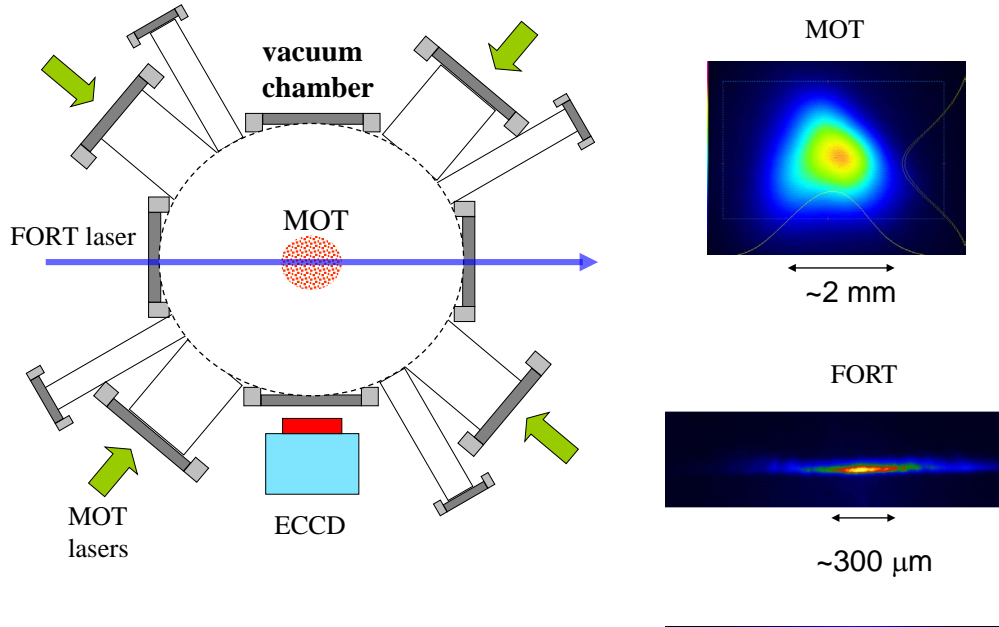 MOT
vacuum
chamber
MOT
FORT laser
~2 mm
FORT
ECCD
MOT
lasers
~300 μm